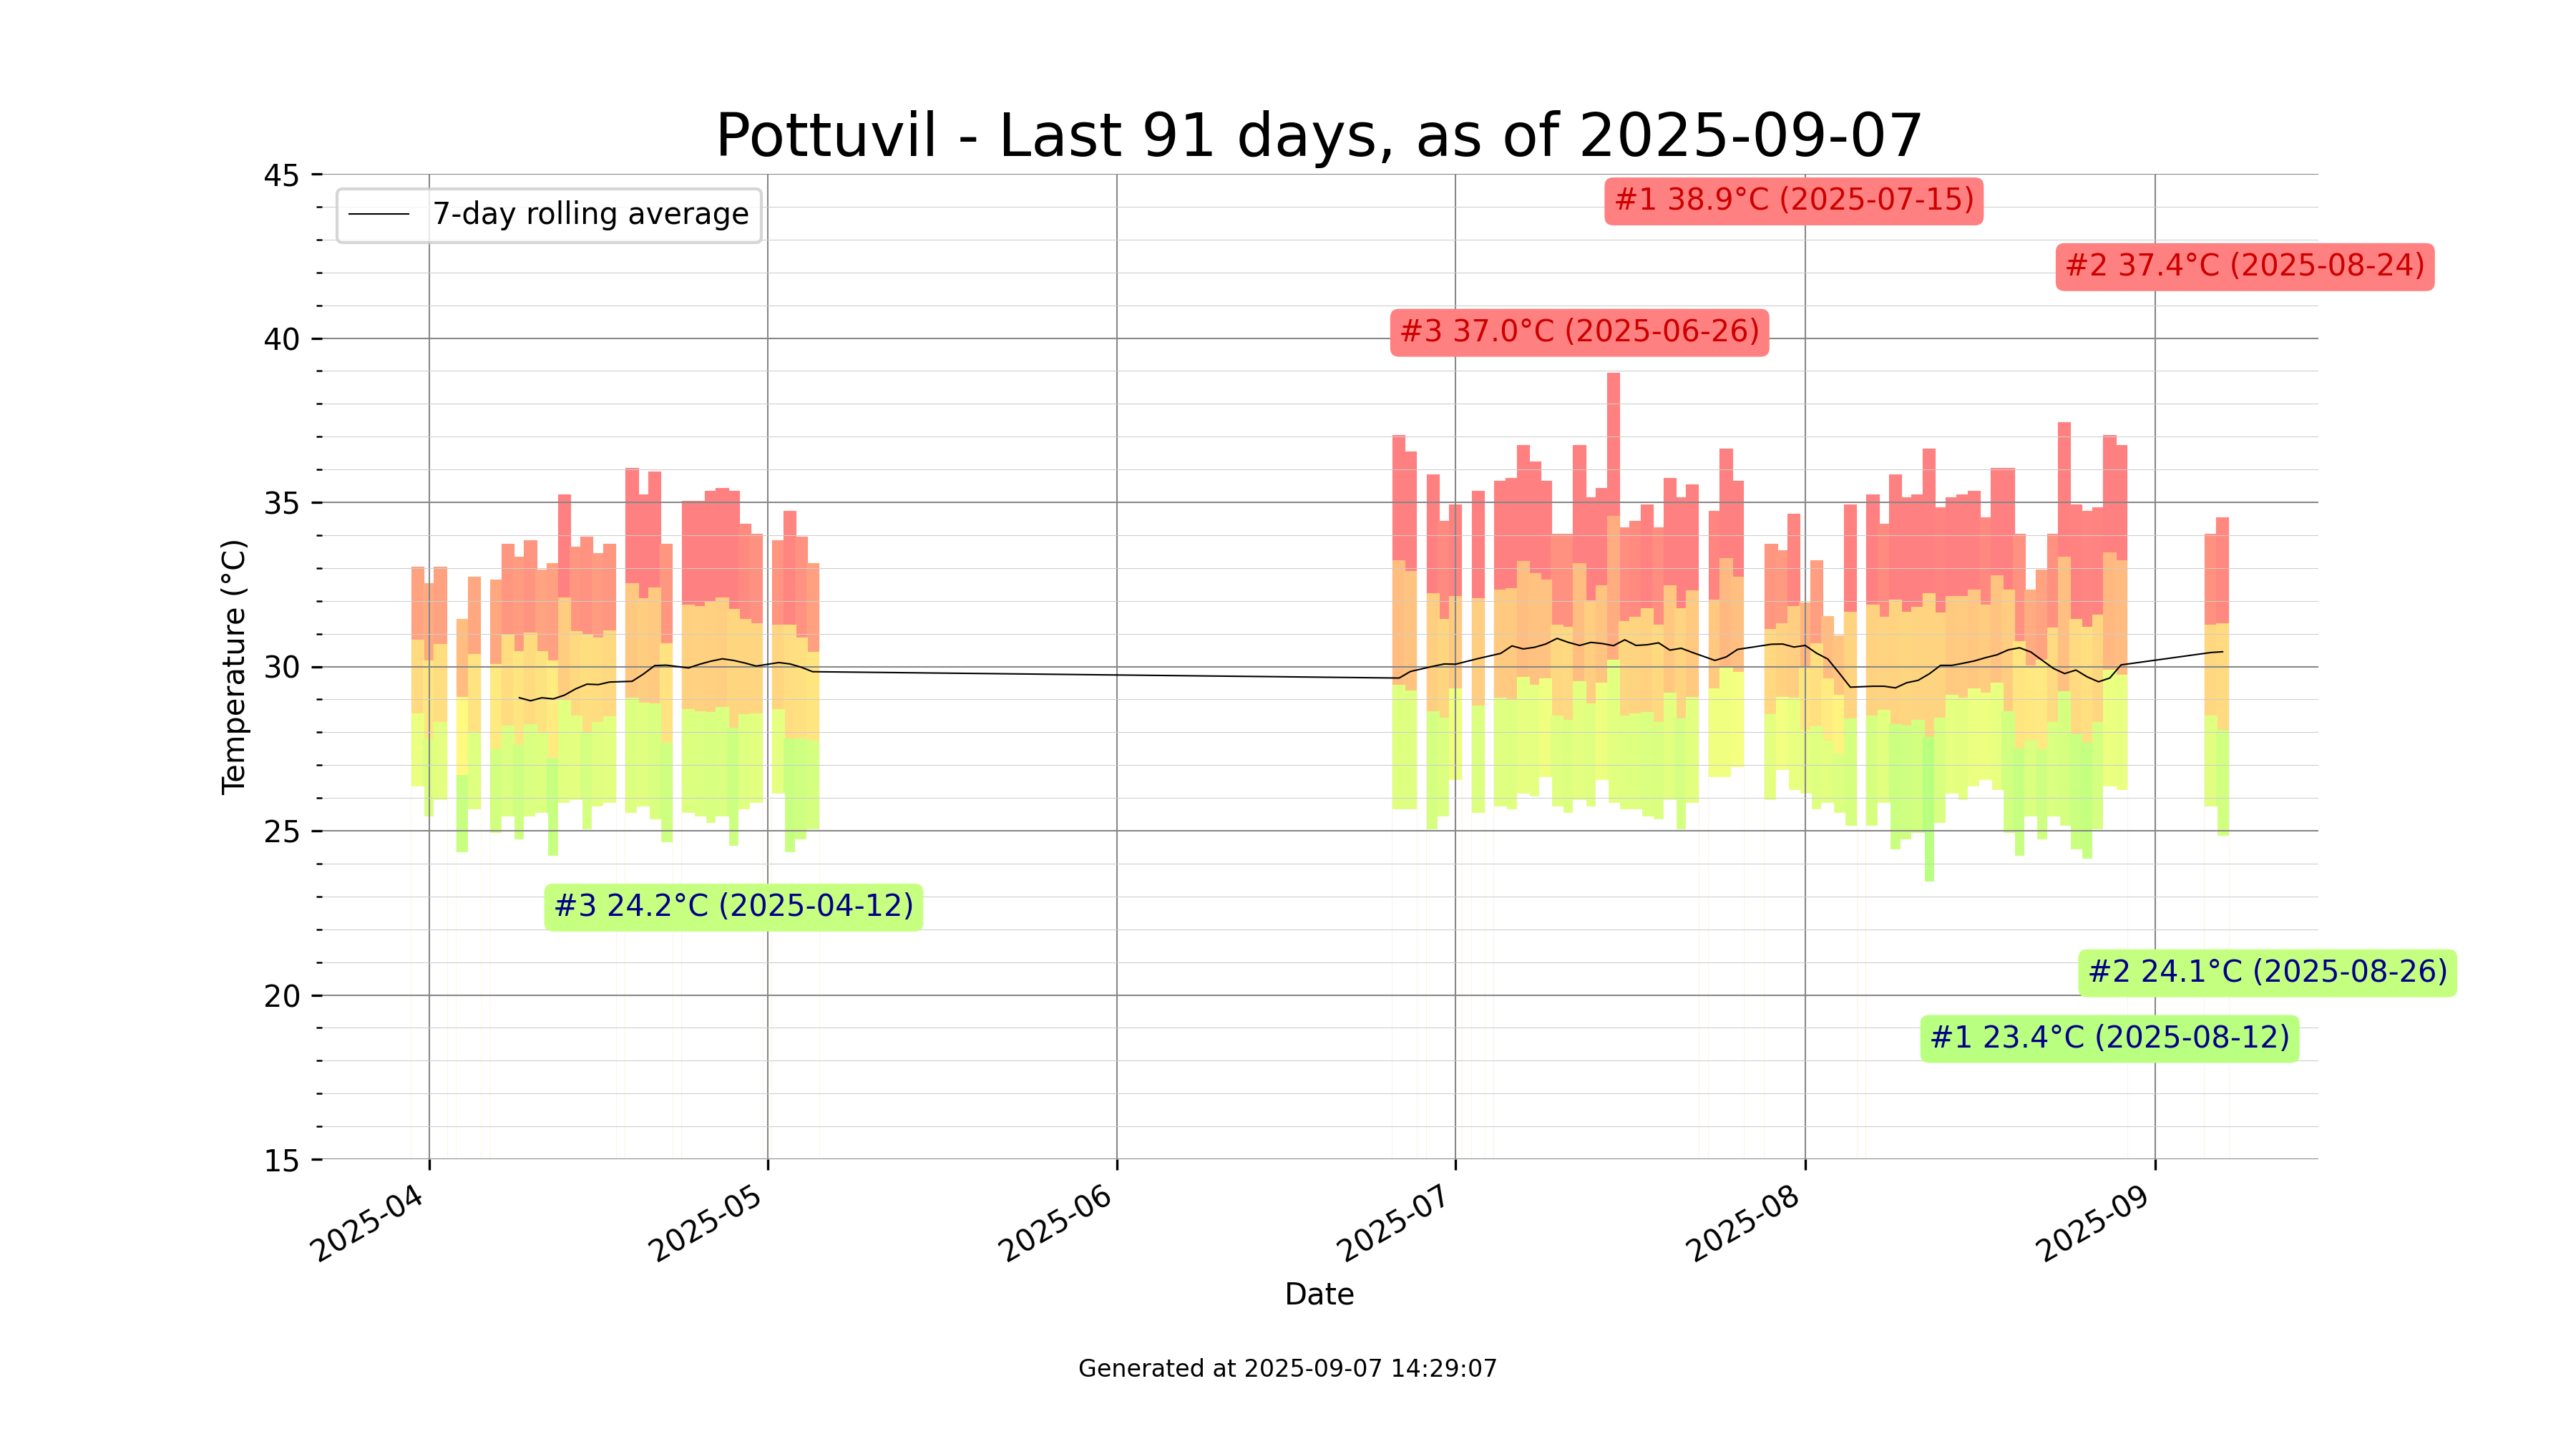 Pottuvil - Last 91 days, as of 2025-09-07
45
7-day rolling average
#1 38.9°C (2025-07-15)
#2 37.4°C (2025-08-24)
40
#3 37.0°C (2025-06-26)
35
30
Temperature (°C)
25
#3 24.2°C (2025-04-12)
#2 24.1°C (2025-08-26)
20
#1 23.4°C (2025-08-12)
15
2025-04
2025-05
2025-06
2025-07
2025-08
2025-09
Date
Generated at 2025-09-07 14:29:07